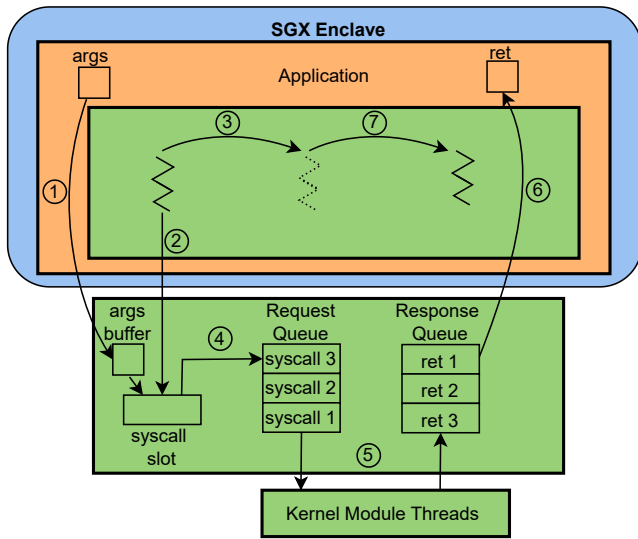 SGX Enclave
args
Application
ret
③
⑦
①
②
⑥
args
buffer
④
Request
Queue
Response
Queue
syscall 3
syscall 2
syscall 1
ret 1
ret 2
ret 3
syscall
slot
⑤
Kernel Module Threads